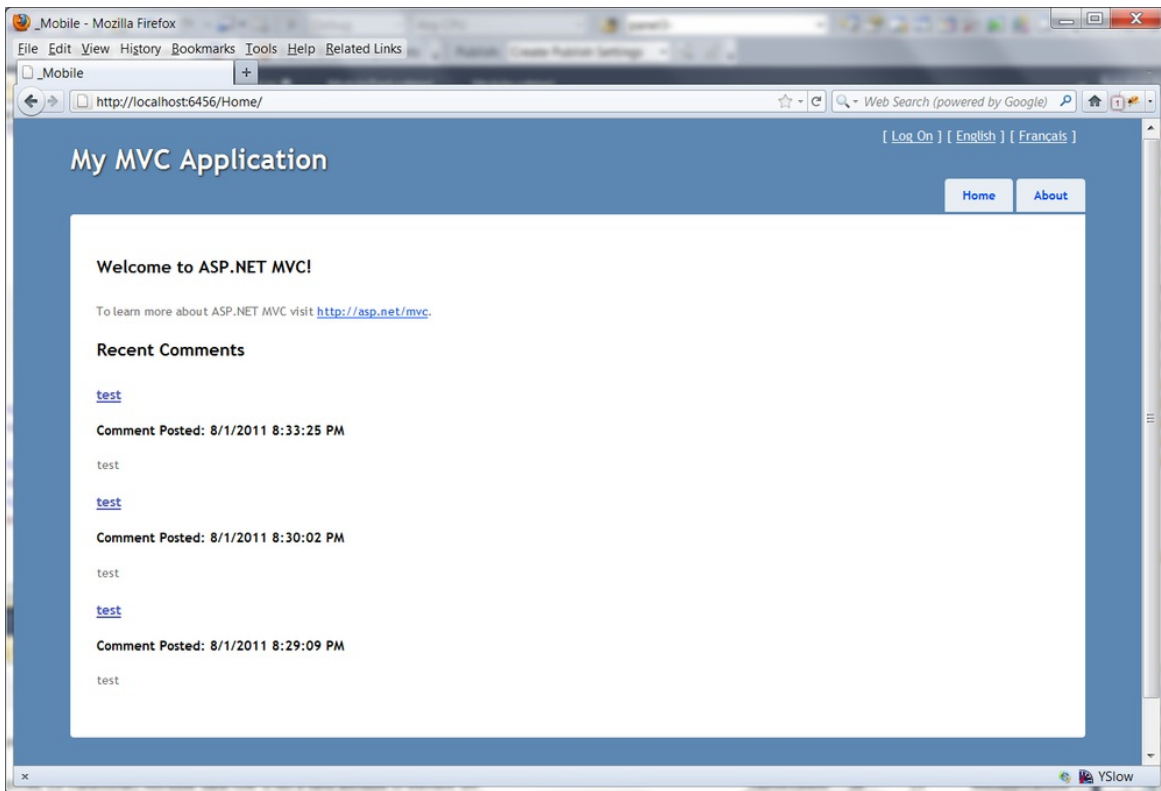 _Mobile - Mozilla Firefox
File Edit View History Bookmarks Tools Help Related Links
_Mobile +
http://localhost:6456/Home/ Web Search (powered by Google) 1
[ Log On ] [ English ] [ Français ]
My MVC Application
Home About
Welcome to ASP.NET MVC!
To learn more about ASP.NET MVC visit http://asp.net/mvc.
Recent Comments
test
Comment Posted: 8/1/2011 8:33:25 PM
test
test
Comment Posted: 8/1/2011 8:30:02 PM
test
test
Comment Posted: 8/1/2011 8:29:09 PM
test
x YSlow